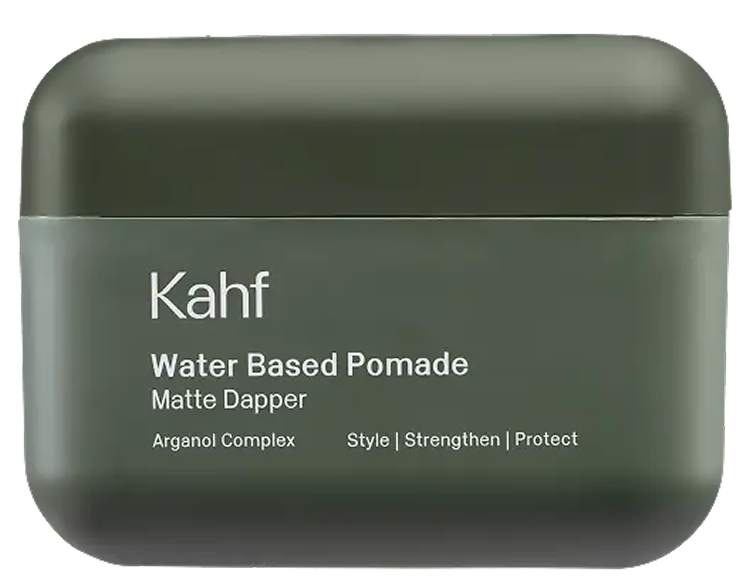 Kahf
Water Based Pomade
Matte Dapper
Arganol Complex Style | Strengthen | Protect